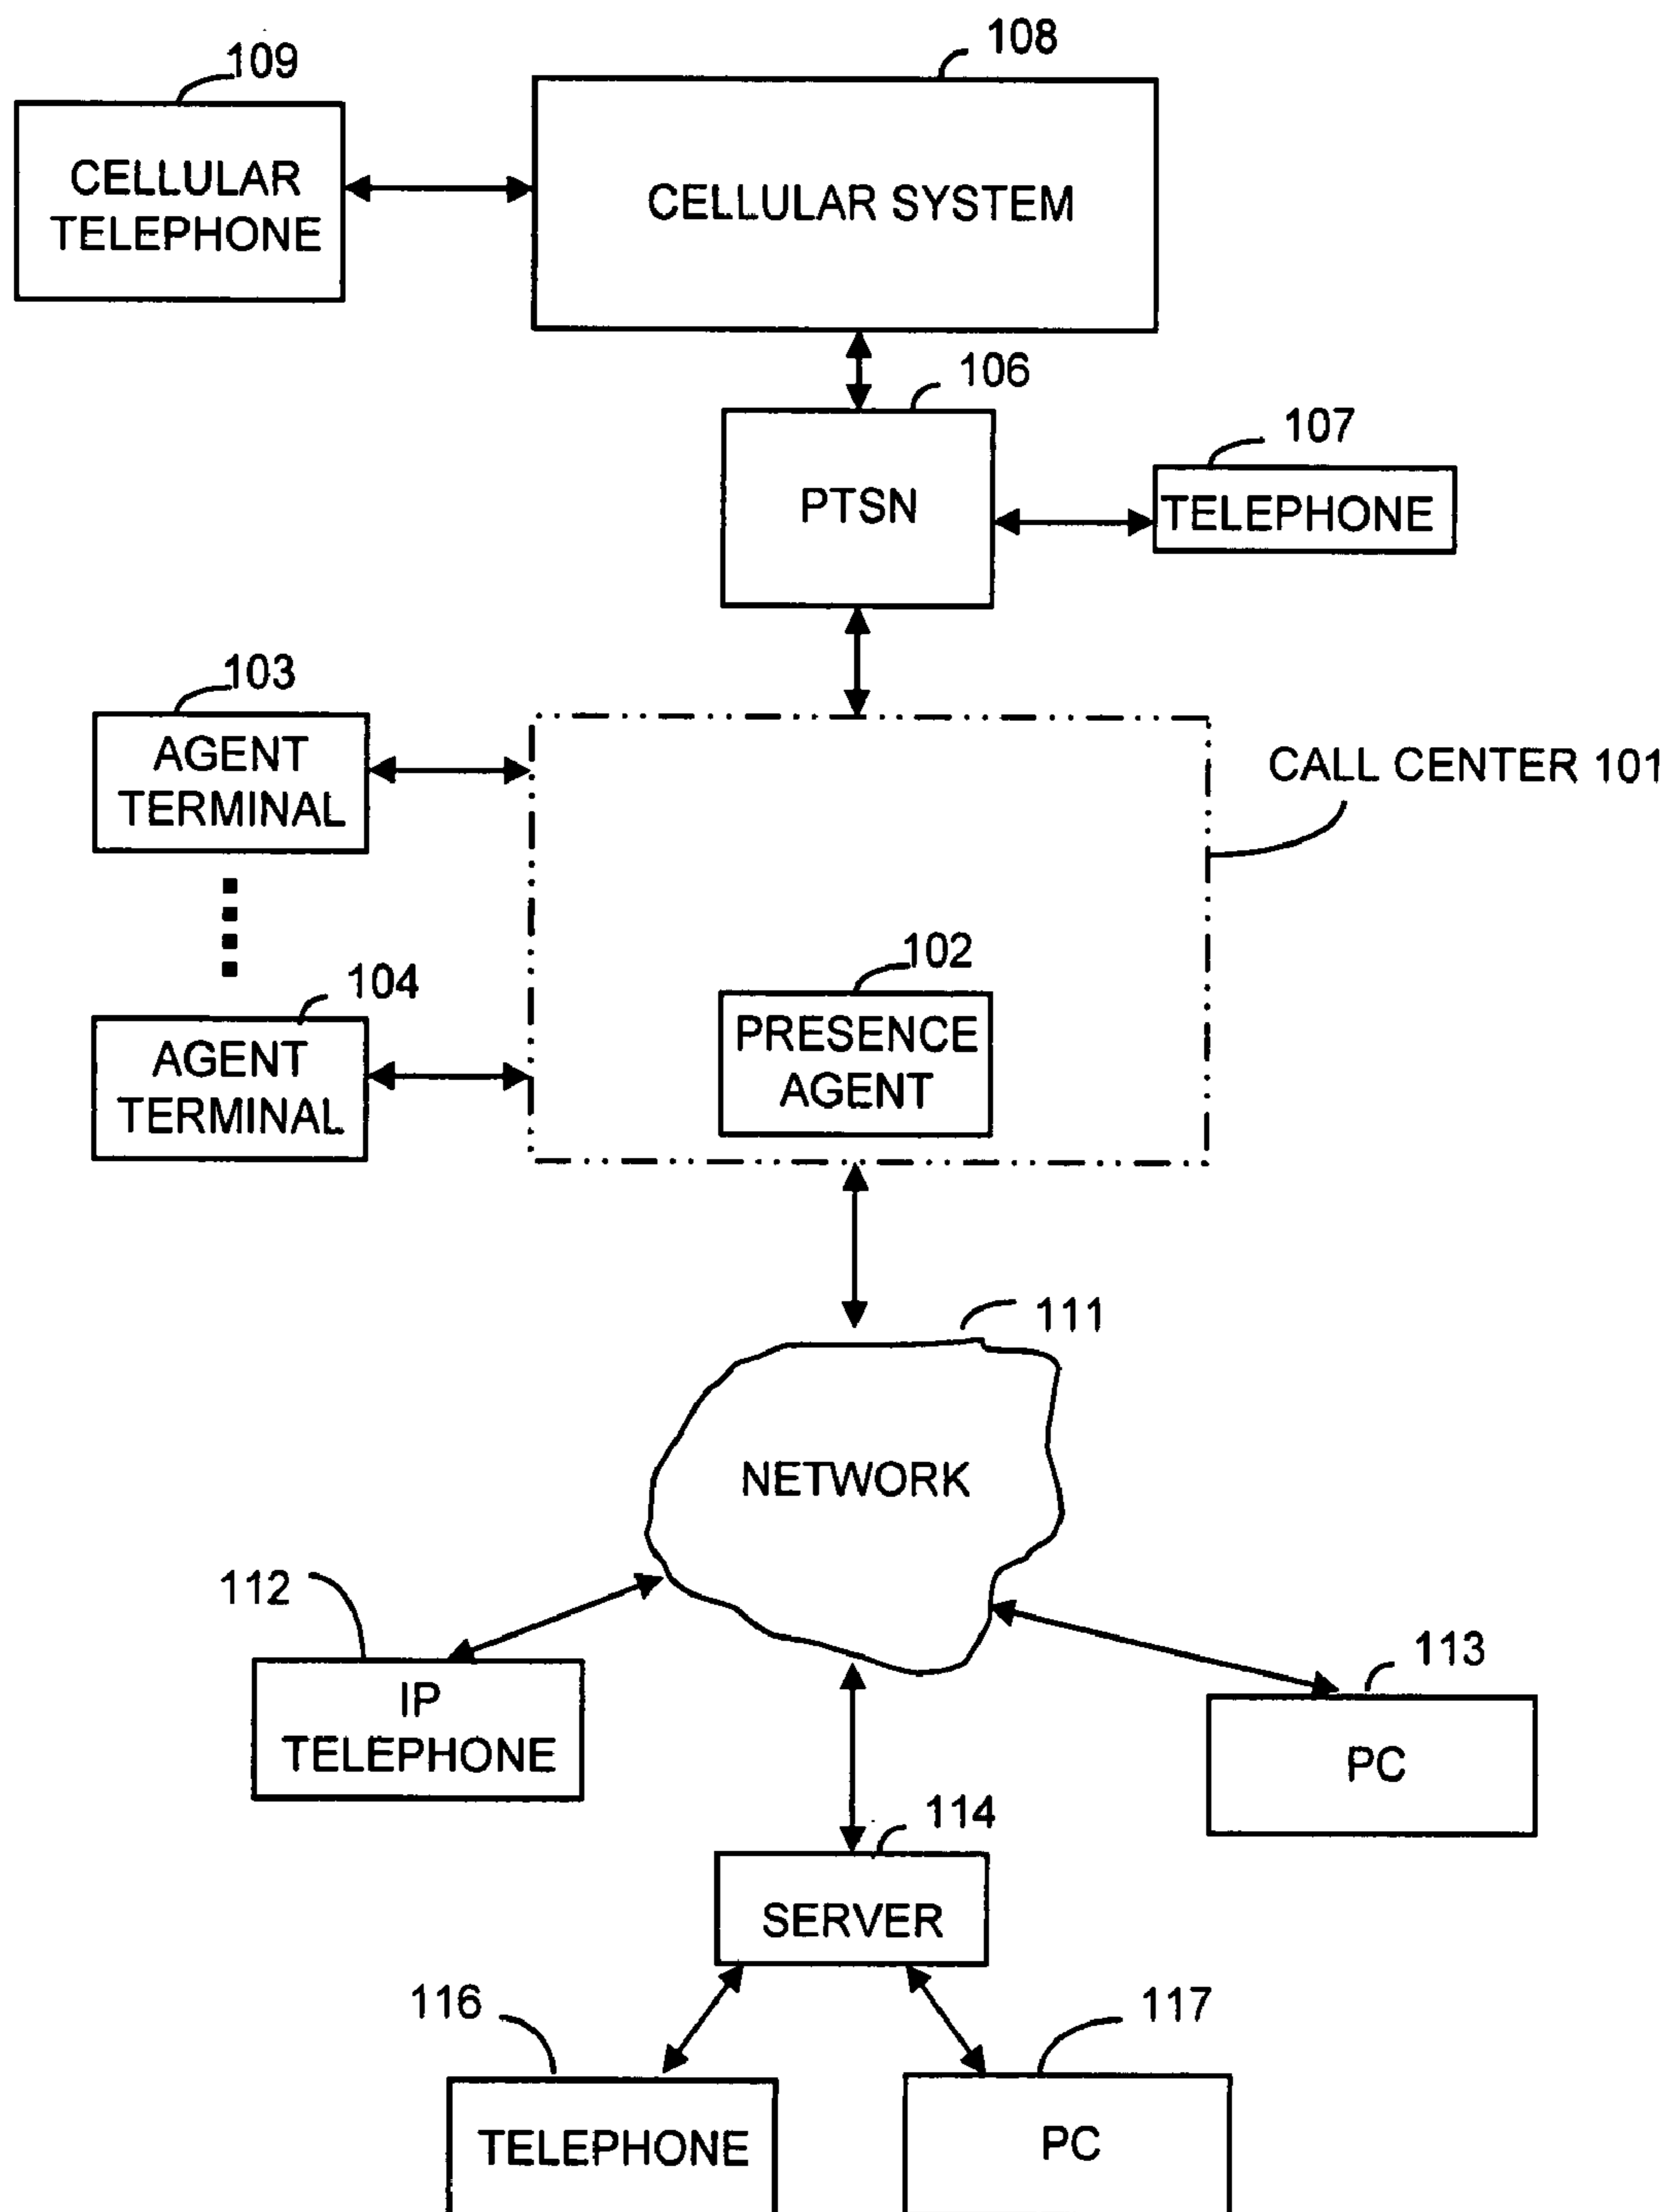 109
108
CELLULAR
TELEPHONE
CELLULAR SYSTEM
106
107
PTSN
TELEPHONE
103
AGENT
TERMINAL
CALL CENTER 101
104
102
AGENT
TERMINAL
PRESENCE
AGENT
111
NETWORK
112
113
IP
TELEPHONE
PC
114
SERVER
116
117
TELEPHONE
PC